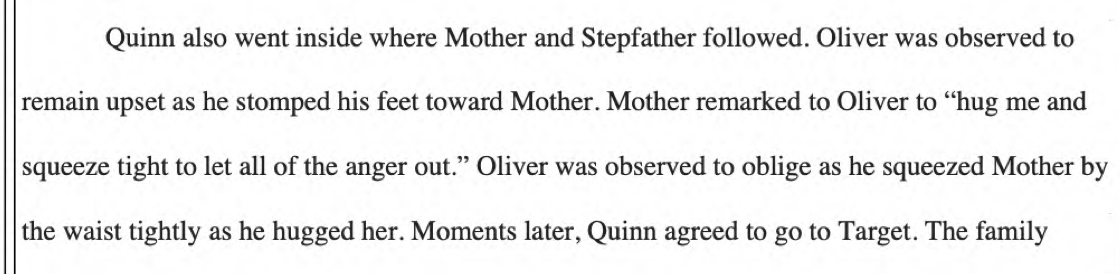 Quinn also went inside where Mother and Stepfather followed. Oliver was observed to
remain upset as he stomped his feet toward Mother. Mother remarked to Oliver to “hug me and
squeeze tight to let all of the anger out.” Oliver was observed to oblige as he squeezed Mother by
the waist tightly as he hugged her. Moments later, Quinn agreed to go to Target. The family